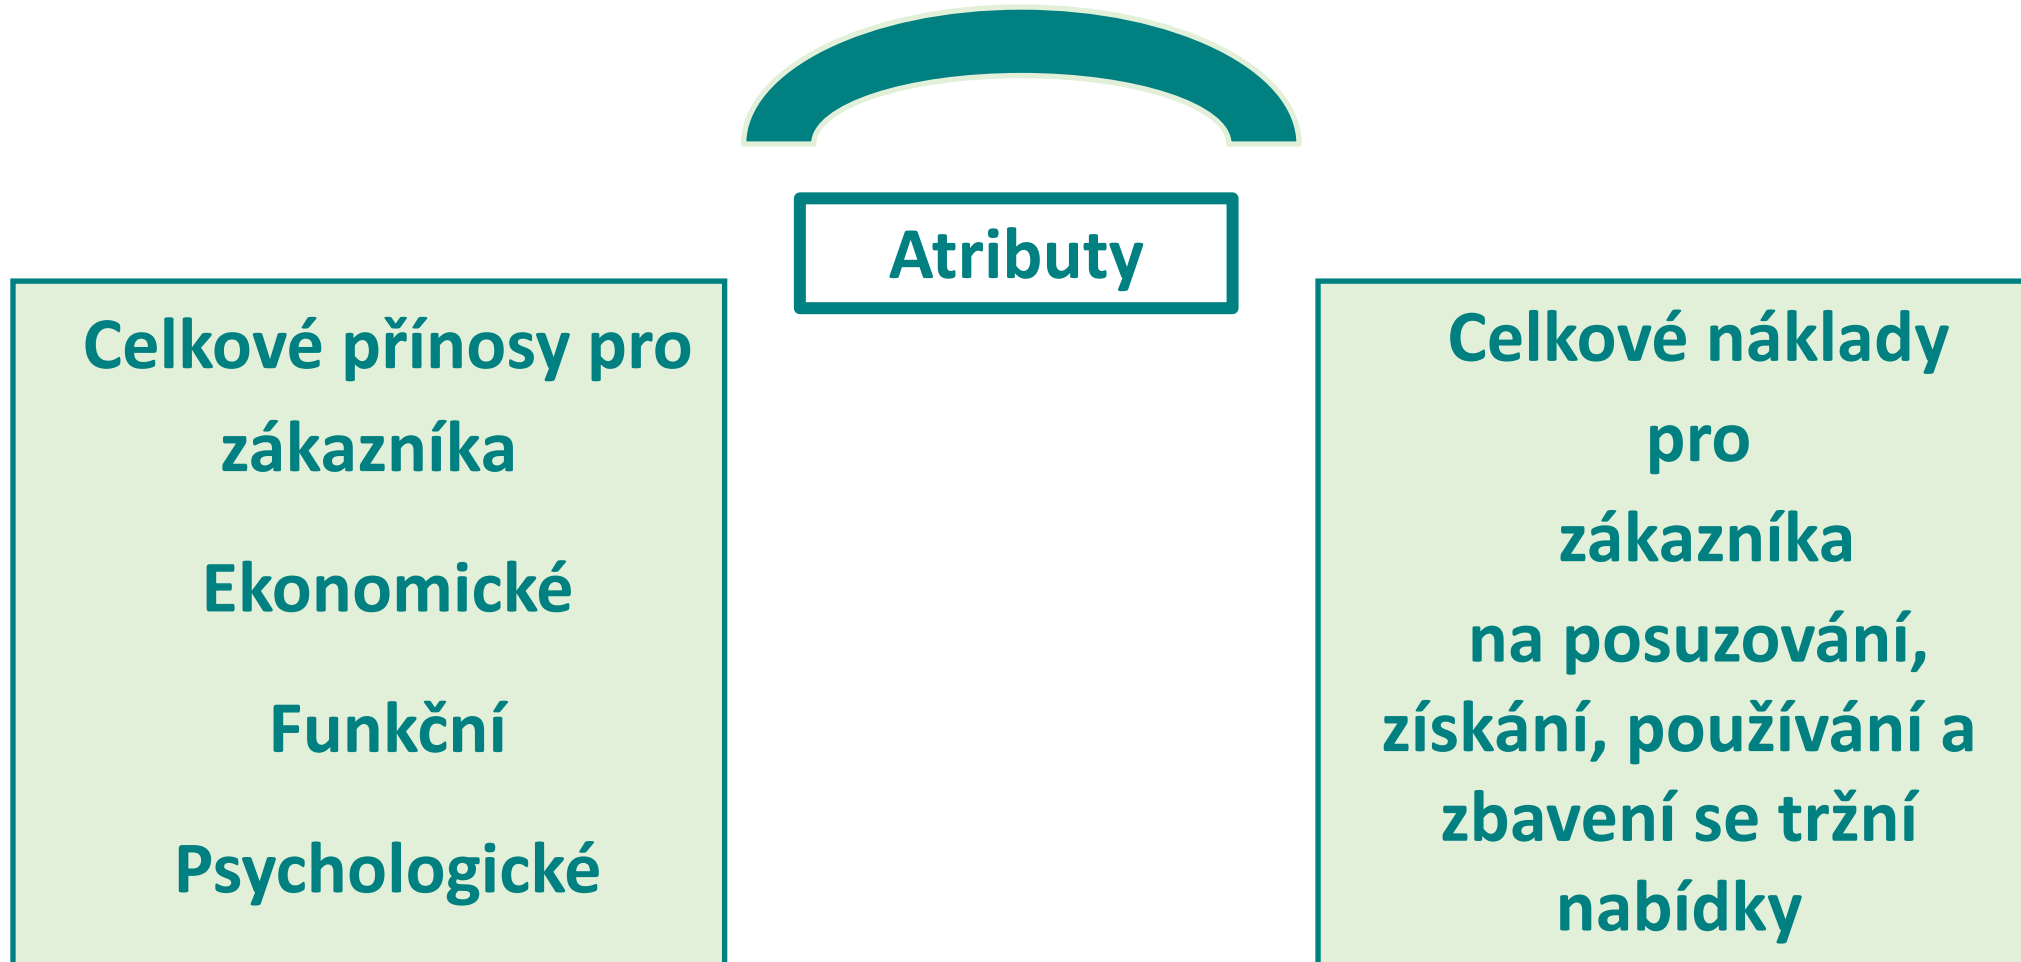 Atributy
Celkové přínosy pro
zákazníka
Ekonomické
Funkční
Psychologické
Celkové náklady
pro
zákazníka
na posuzování,
získání, používání a
zbavení se tržní
nabídky